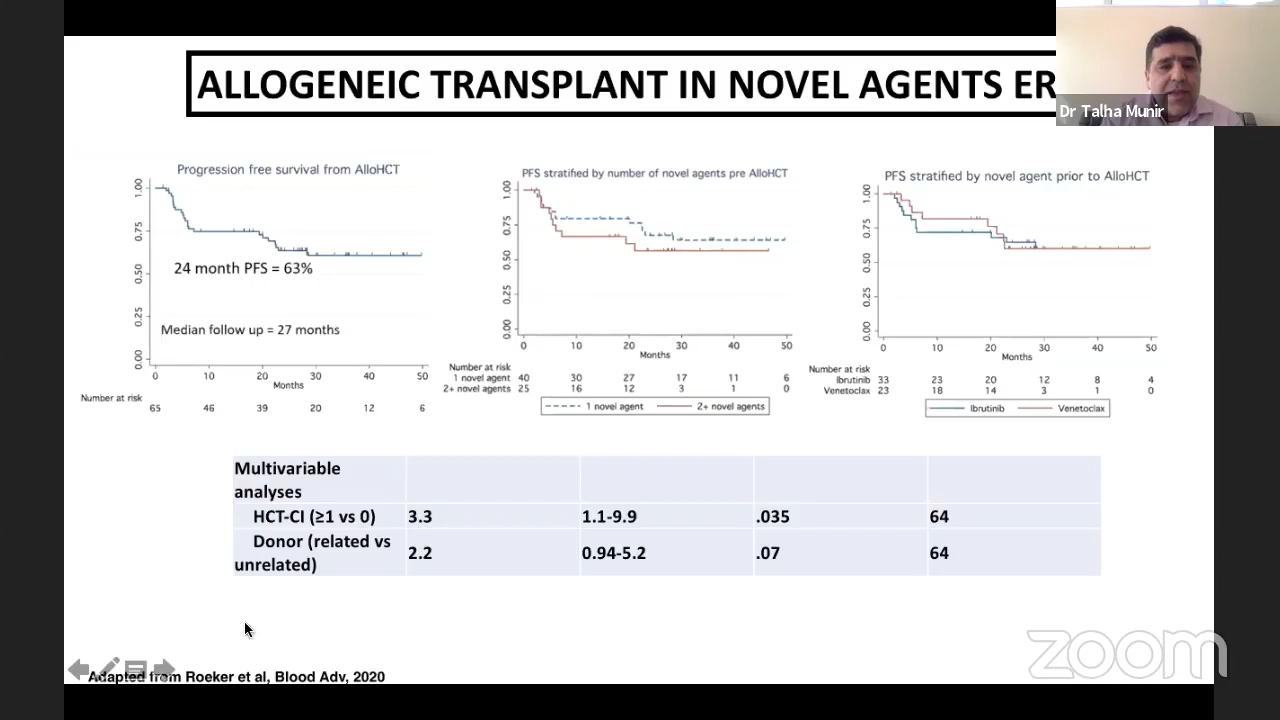 ALLOGENEIC TRANSPLANT IN NOVEL AGENTS ER
Dr Talha Munir
Progression free survival from AlloHCT
1.00
0.75
0.50
0.25
0.00
24 month PFS = 63%
Median follow up = 27 months
0 10 20 30 40 50
Months
Number at risk
65 46 39 20 12 6
PFS stratified by number of novel agents pre AlloHCT
1.00
0.75
0.50
0.25
0.00
0 10 20 30 40 50
Months
Number at risk
1 novel agent 40 30 27 17 11 6
2+ novel agents 25 16 12 3 1 0
1 novel agent 2+ novel agents
PFS stratified by novel agent prior to AlloHCT
1.00
0.75
0.50
0.25
0.00
0 10 20 30 40 50
Months
Number at risk
Ibrutinib 33 23 20 12 8 4
Venetoclax 23 18 14 3 1 0
Ibrutinib Venetoclax
Multivariable
analyses
HCT-CI (≥1 vs 0) 3.3 1.1-9.9 .035 64
Donor (related vs
unrelated) 2.2 0.94-5.2 .07 64
Adapted from Roeker et al, Blood Adv, 2020
zoom